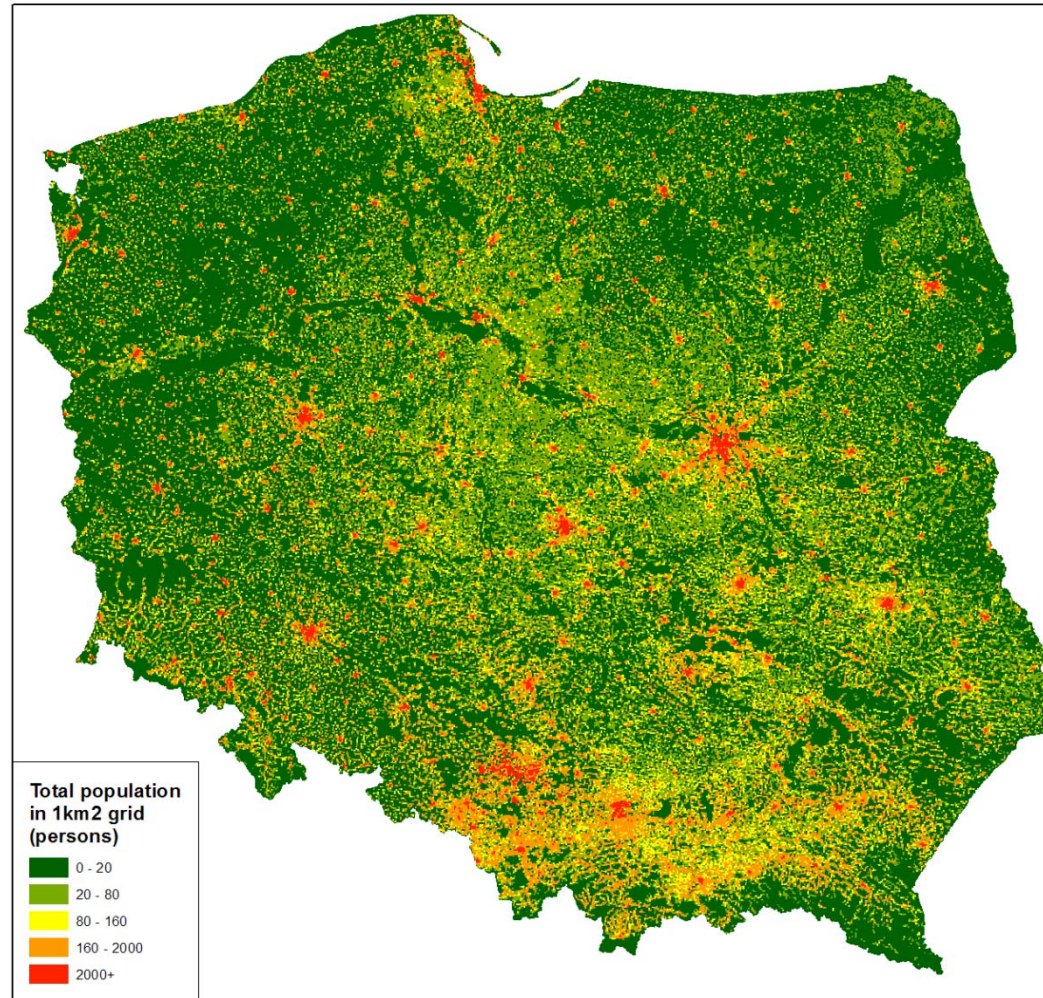 Total population
in 1km2 grid
(persons)
0 - 20
20 - 80
80 - 160
160 - 2000
2000+